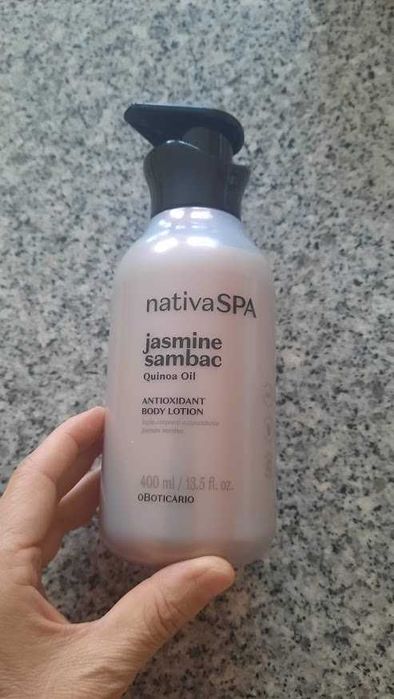 nativaSPA
jasmine
sambac
Quinoa Oil
ANTIOXIDANT
BODY LOTION
400 ml / 13.5 fl. oz.
oBOTICARIO